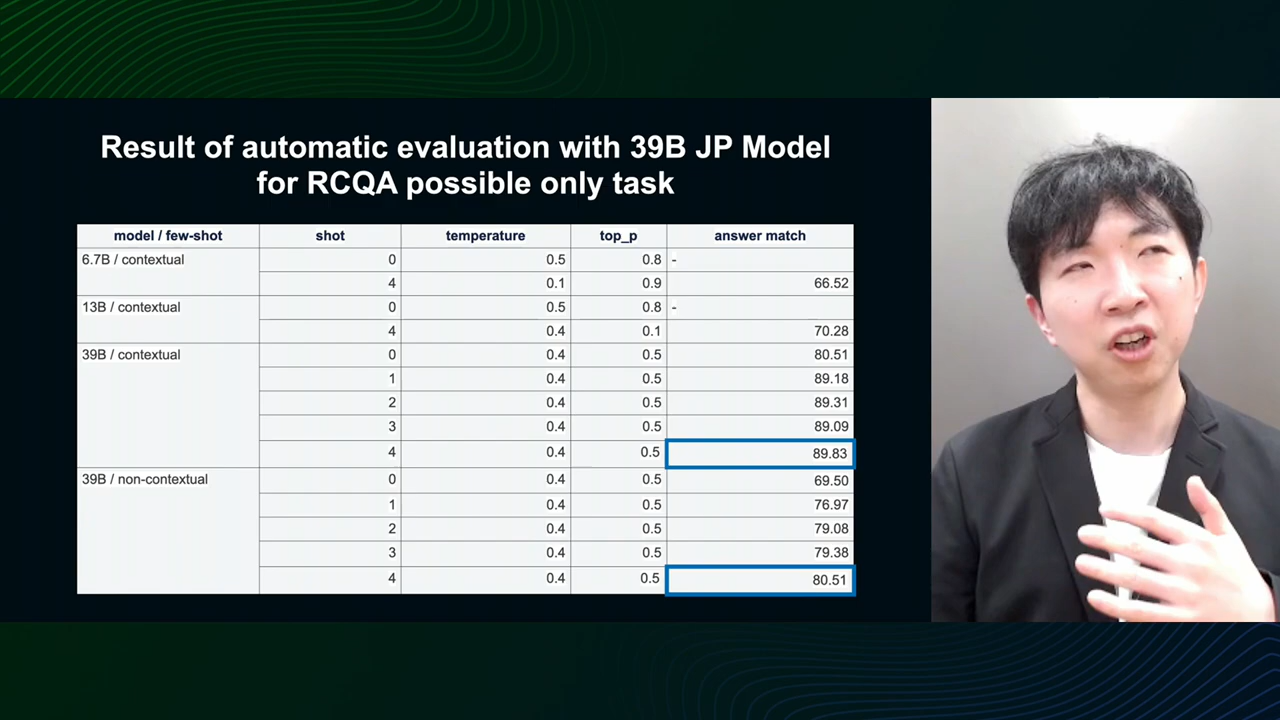 Result of automatic evaluation with 39B JP Model
for RCQA possible only task
model / few-shot shot temperature top_p answer match
6.7B / contextual 0 0.5 0.8 -
4 0.1 0.9 66.52
13B / contextual 0 0.5 0.8 -
4 0.4 0.1 70.28
39B / contextual 0 0.4 0.5 80.51
1 0.4 0.5 89.18
2 0.4 0.5 89.31
3 0.4 0.5 89.09
4 0.4 0.5 89.83
39B / non-contextual 0 0.4 0.5 69.50
1 0.4 0.5 76.97
2 0.4 0.5 79.08
3 0.4 0.5 79.38
4 0.4 0.5 80.51